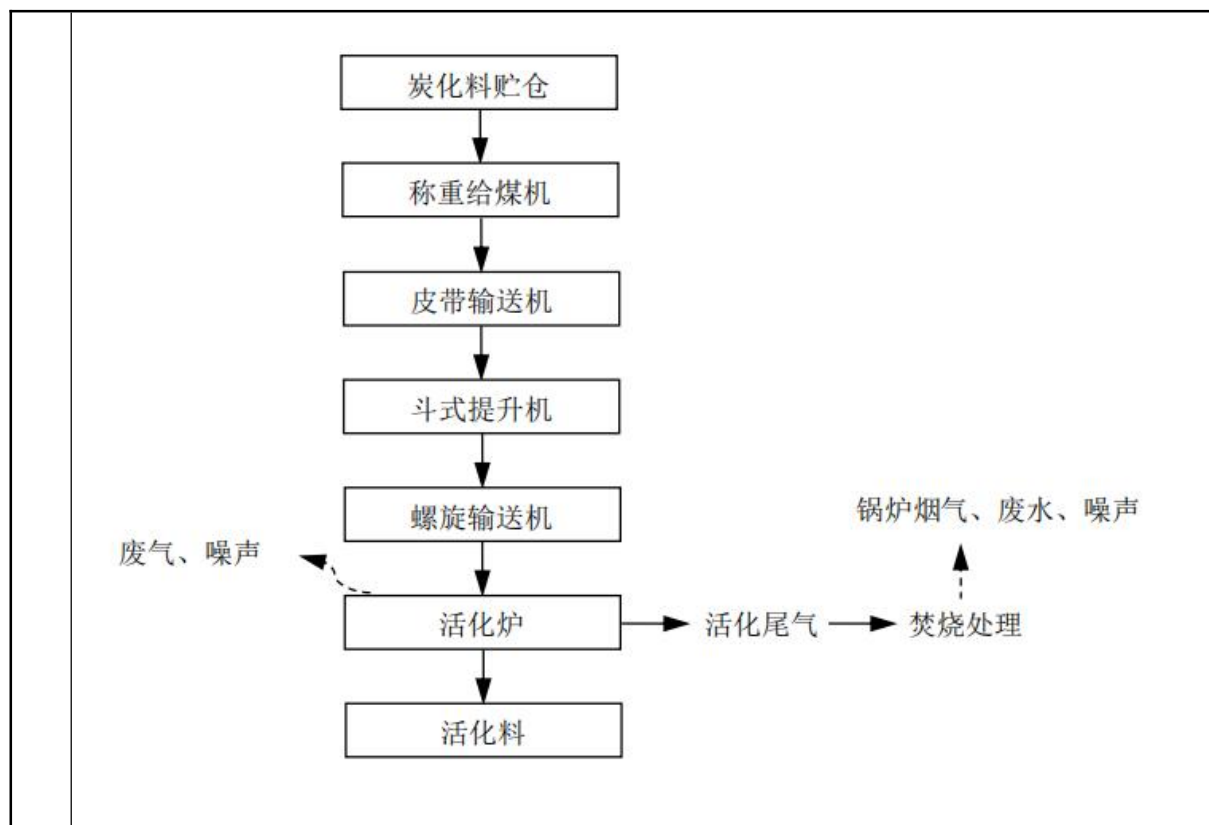 炭化料贮仓
称重给煤机
皮带输送机
斗式提升机
螺旋输送机
锅炉烟气、废水、噪声
废气、噪声
活化炉
活化尾气
焚烧处理
活化料